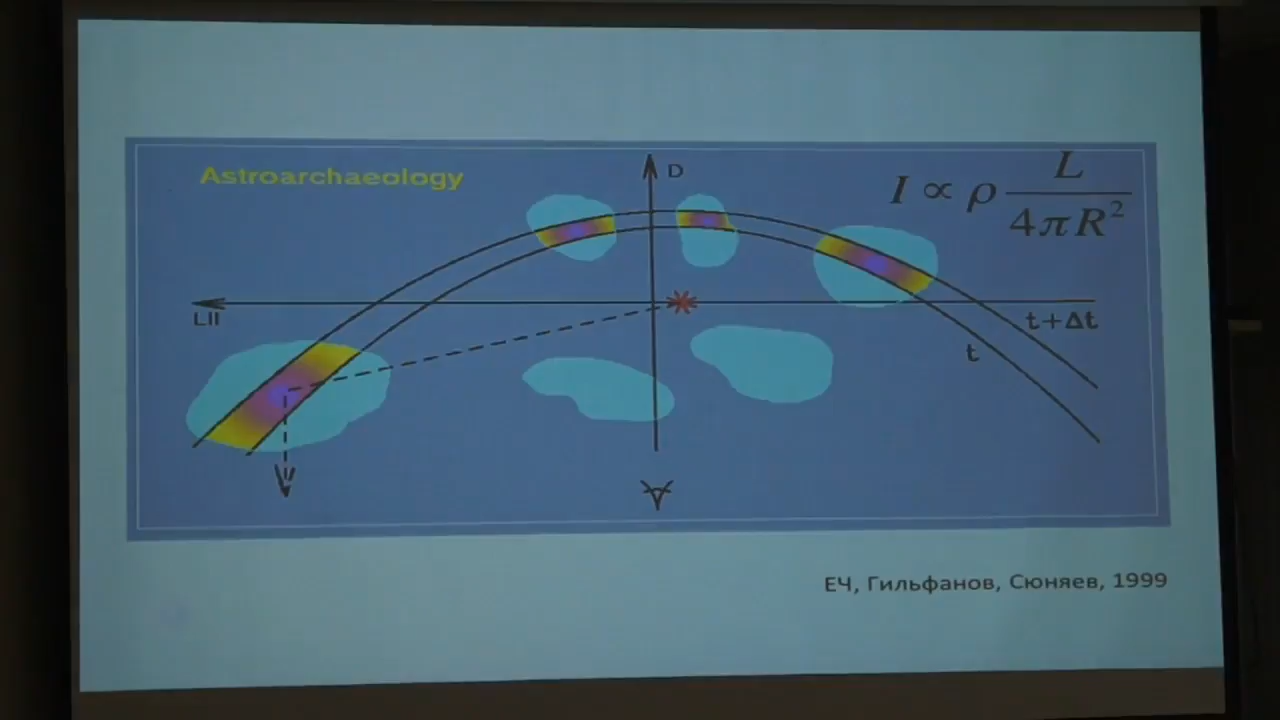 Astroarchaeology
D
I ∝ ρ L / 4πR²
LII
t+Δt
t
ЕЧ, Гильфанов, Сюняев, 1999